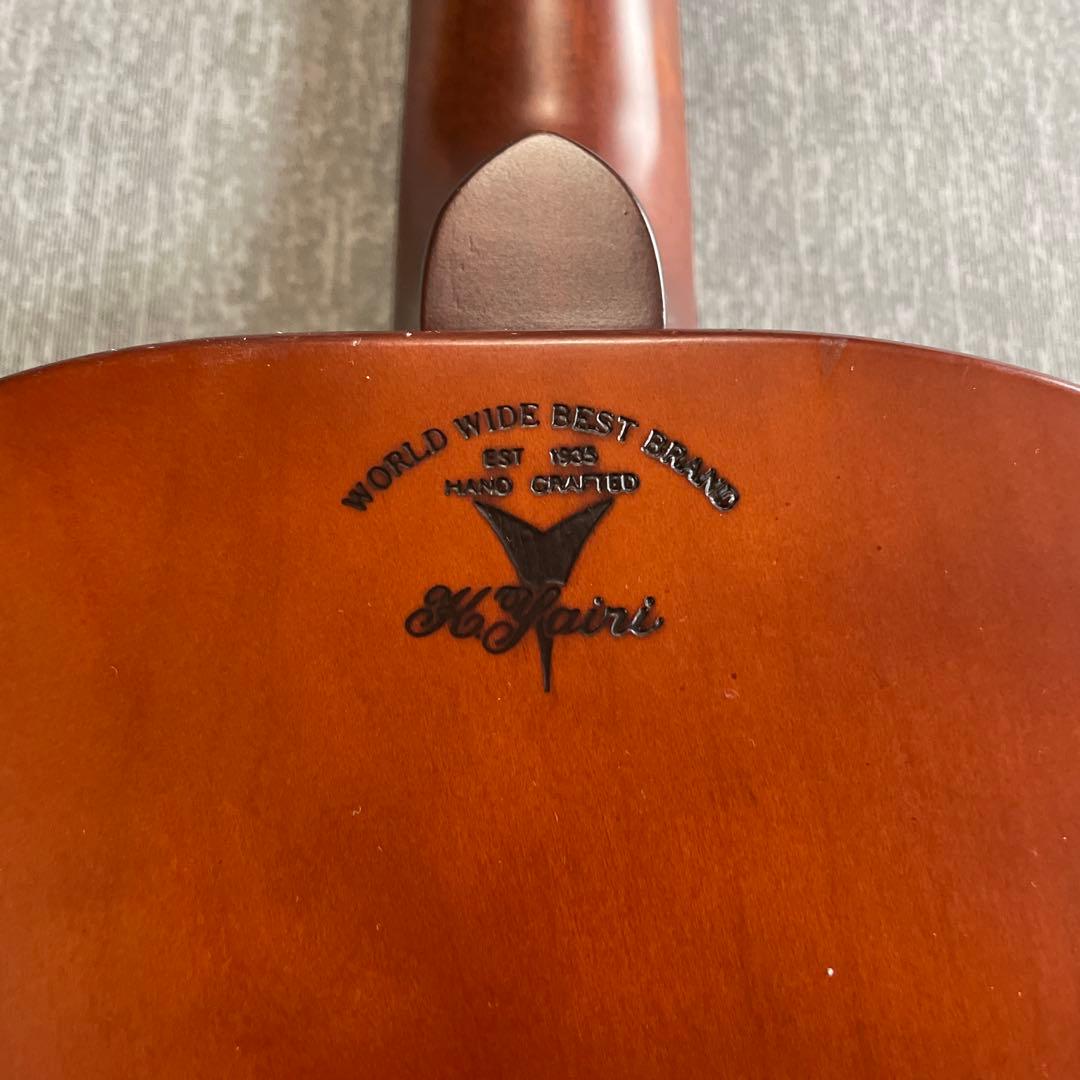 WORLD WIDE BEST BRAND
EST 1935
HAND CRAFTED
K.Yairi